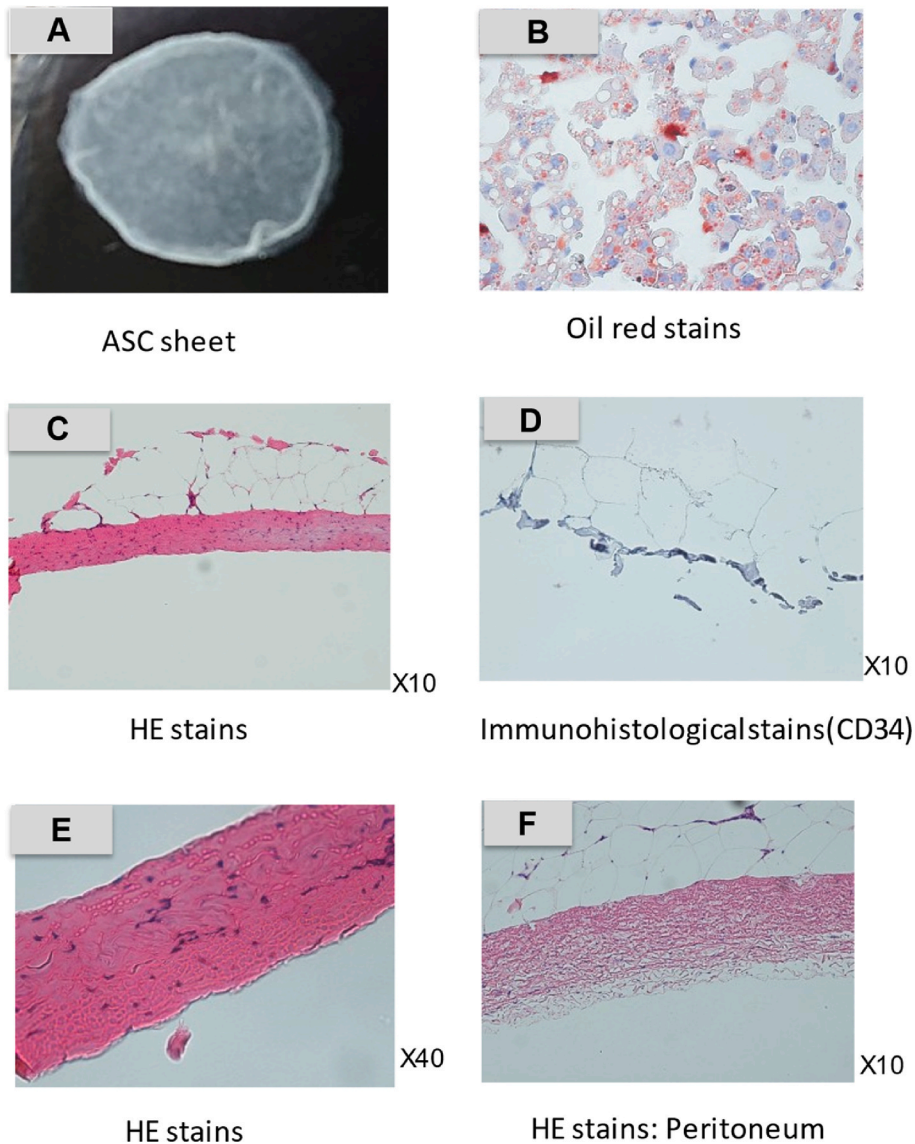 A
B
ASC sheet
Oil red stains
C
D
X10
X10
HE stains
Immunohistologicalstains(CD34)
E
F
X40
X10
HE stains
HE stains: Peritoneum